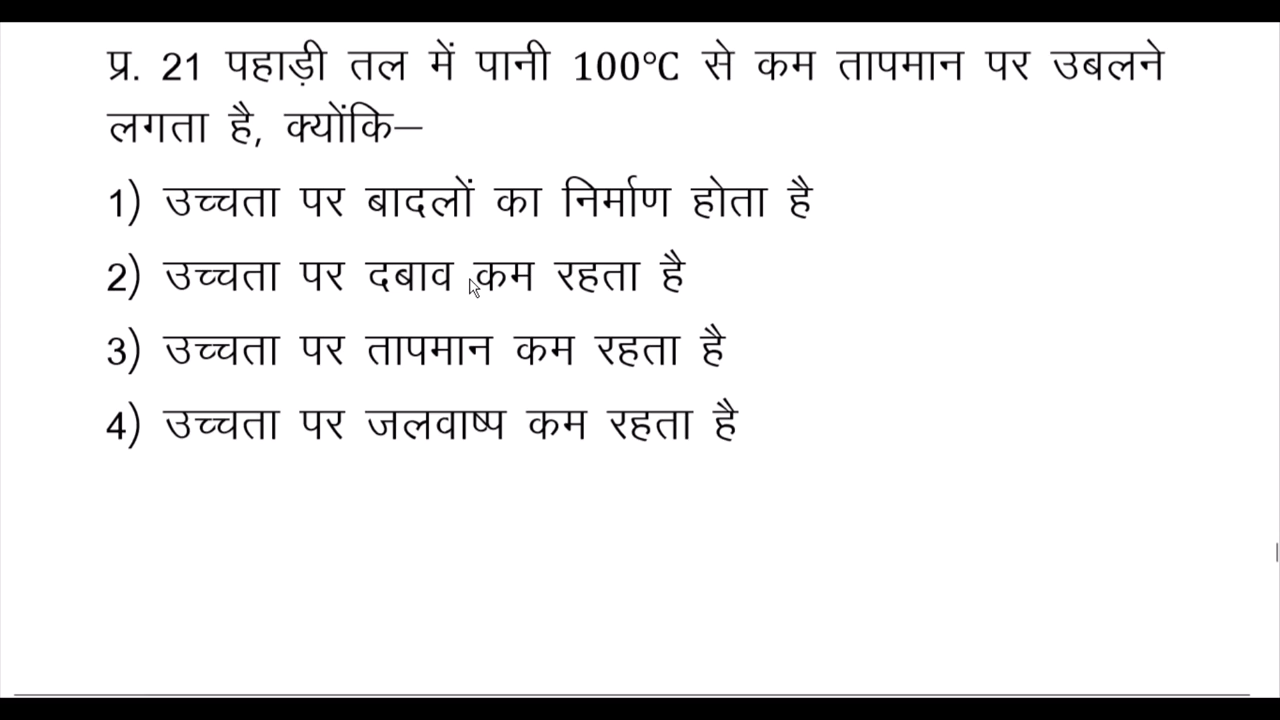 प्र. 21 पहाड़ी तल में पानी 100°C से कम तापमान पर उबलने
लगता है, क्योंकि–
1) उच्चता पर बादलों का निर्माण होता है
2) उच्चता पर दबाव कम रहता है
3) उच्चता पर तापमान कम रहता है
4) उच्चता पर जलवाष्प कम रहता है